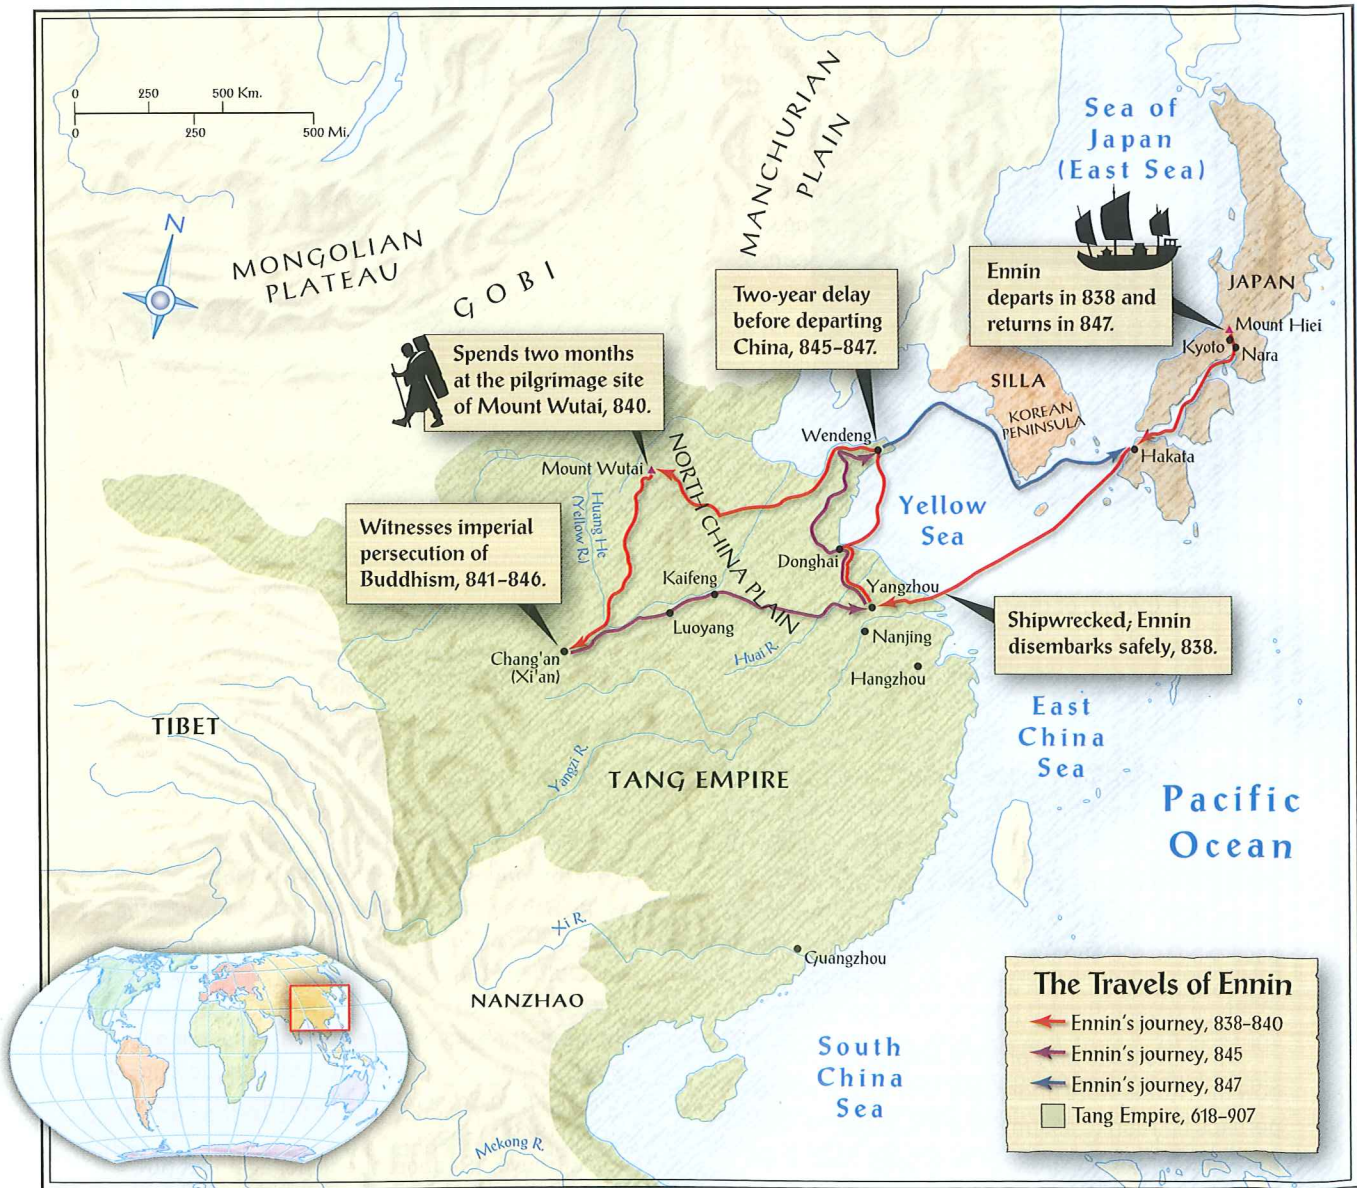 0 250 500 Km.
0 250 500 Mi.
N
MONGOLIAN
PLATEAU
GOBI
MANCHURIAN
PLAIN
Sea of
Japan
(East Sea)
Ennin
departs in 838 and
returns in 847.
JAPAN
Mount Hiei
Kyoto
Nara
Two-year delay
before departing
China, 845–847.
Spends two months
at the pilgrimage site
of Mount Wutai, 840.
SILLA
KOREAN
PENINSULA
Wendeng
Hakata
Mount Wutai
NORTH CHINA PLAIN
Huang He
(Yellow R.)
Yellow
Sea
Witnesses imperial
persecution of
Buddhism, 841–846.
Donghai
Kaifeng
Yangzhou
Luoyang
Nanjing
Huai R.
Hangzhou
Chang'an
(Xi'an)
Shipwrecked; Ennin
disembarks safely, 838.
TIBET
East
China
Sea
Yangzi R.
TANG EMPIRE
Pacific
Ocean
Xi R.
Guangzhou
NANZHAO
South
China
Sea
Mekong R.
The Travels of Ennin
Ennin's journey, 838–840
Ennin's journey, 845
Ennin's journey, 847
Tang Empire, 618–907